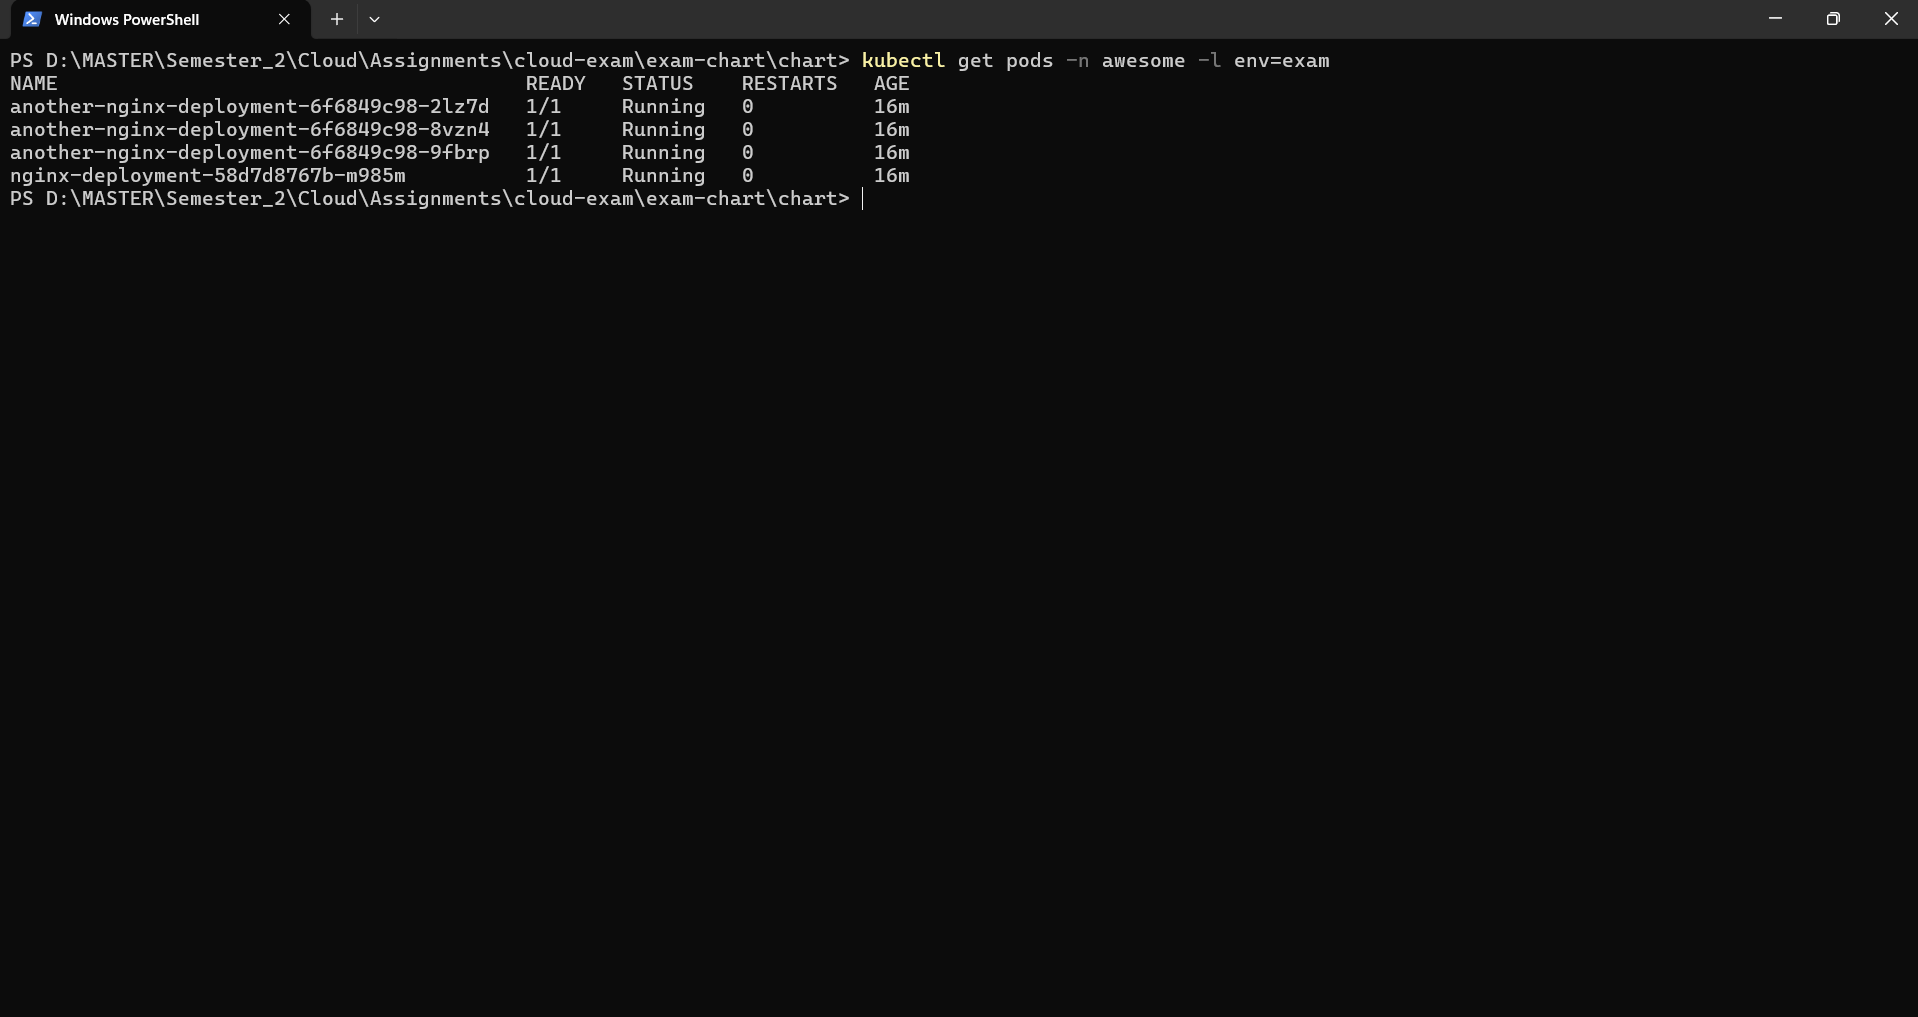 Windows PowerShell
PS D:\MASTER\Semester_2\Cloud\Assignments\cloud-exam\exam-chart\chart> kubectl get pods -n awesome -l env=exam
NAME                                       READY   STATUS    RESTARTS   AGE
another-nginx-deployment-6f6849c98-2lz7d   1/1     Running   0          16m
another-nginx-deployment-6f6849c98-8vzn4   1/1     Running   0          16m
another-nginx-deployment-6f6849c98-9fbrp   1/1     Running   0          16m
nginx-deployment-58d7d8767b-m985m          1/1     Running   0          16m
PS D:\MASTER\Semester_2\Cloud\Assignments\cloud-exam\exam-chart\chart>